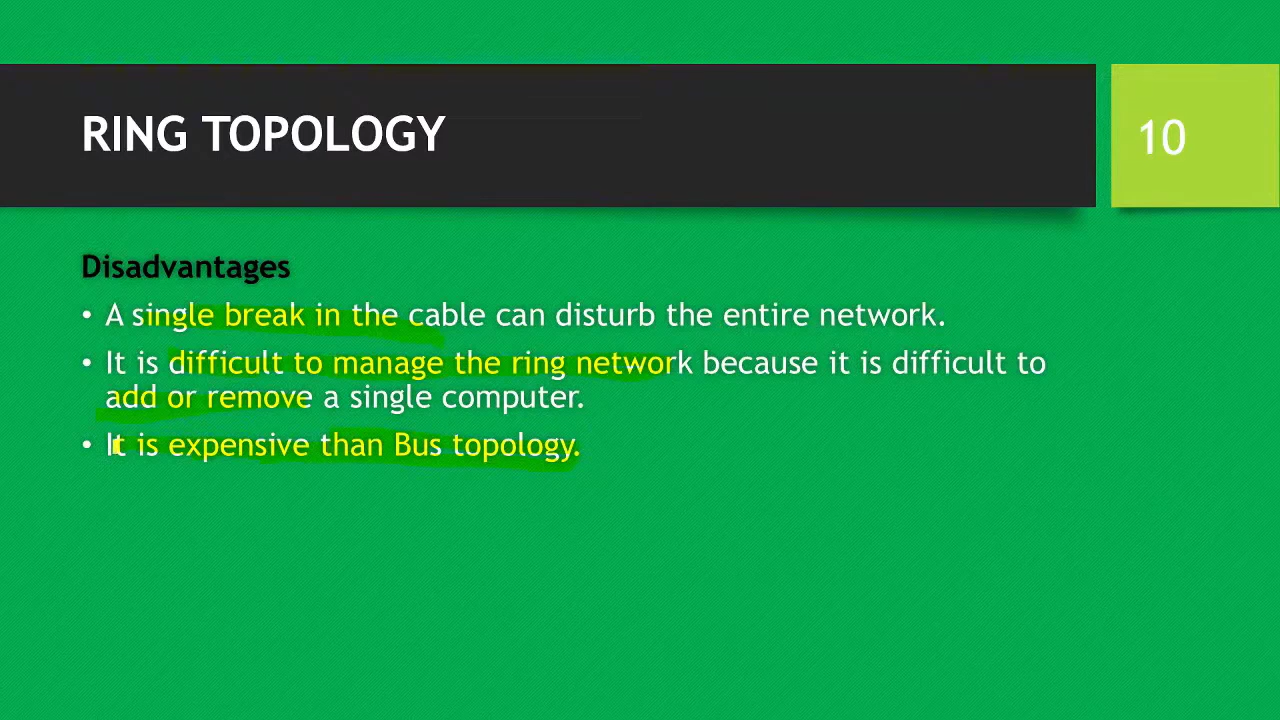 RING TOPOLOGY
10
Disadvantages
• A single break in the cable can disturb the entire network.
• It is difficult to manage the ring network because it is difficult to
add or remove a single computer.
• It is expensive than Bus topology.